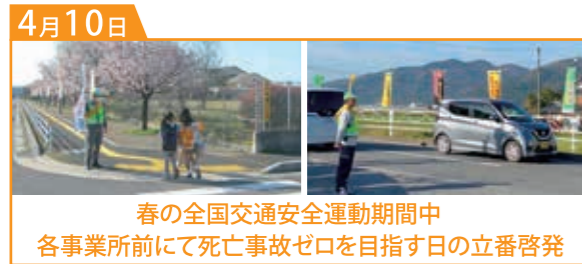 4月10日
春の全国交通安全運動期間中
各事業所前にて死亡事故ゼロを目指す日の立番啓発